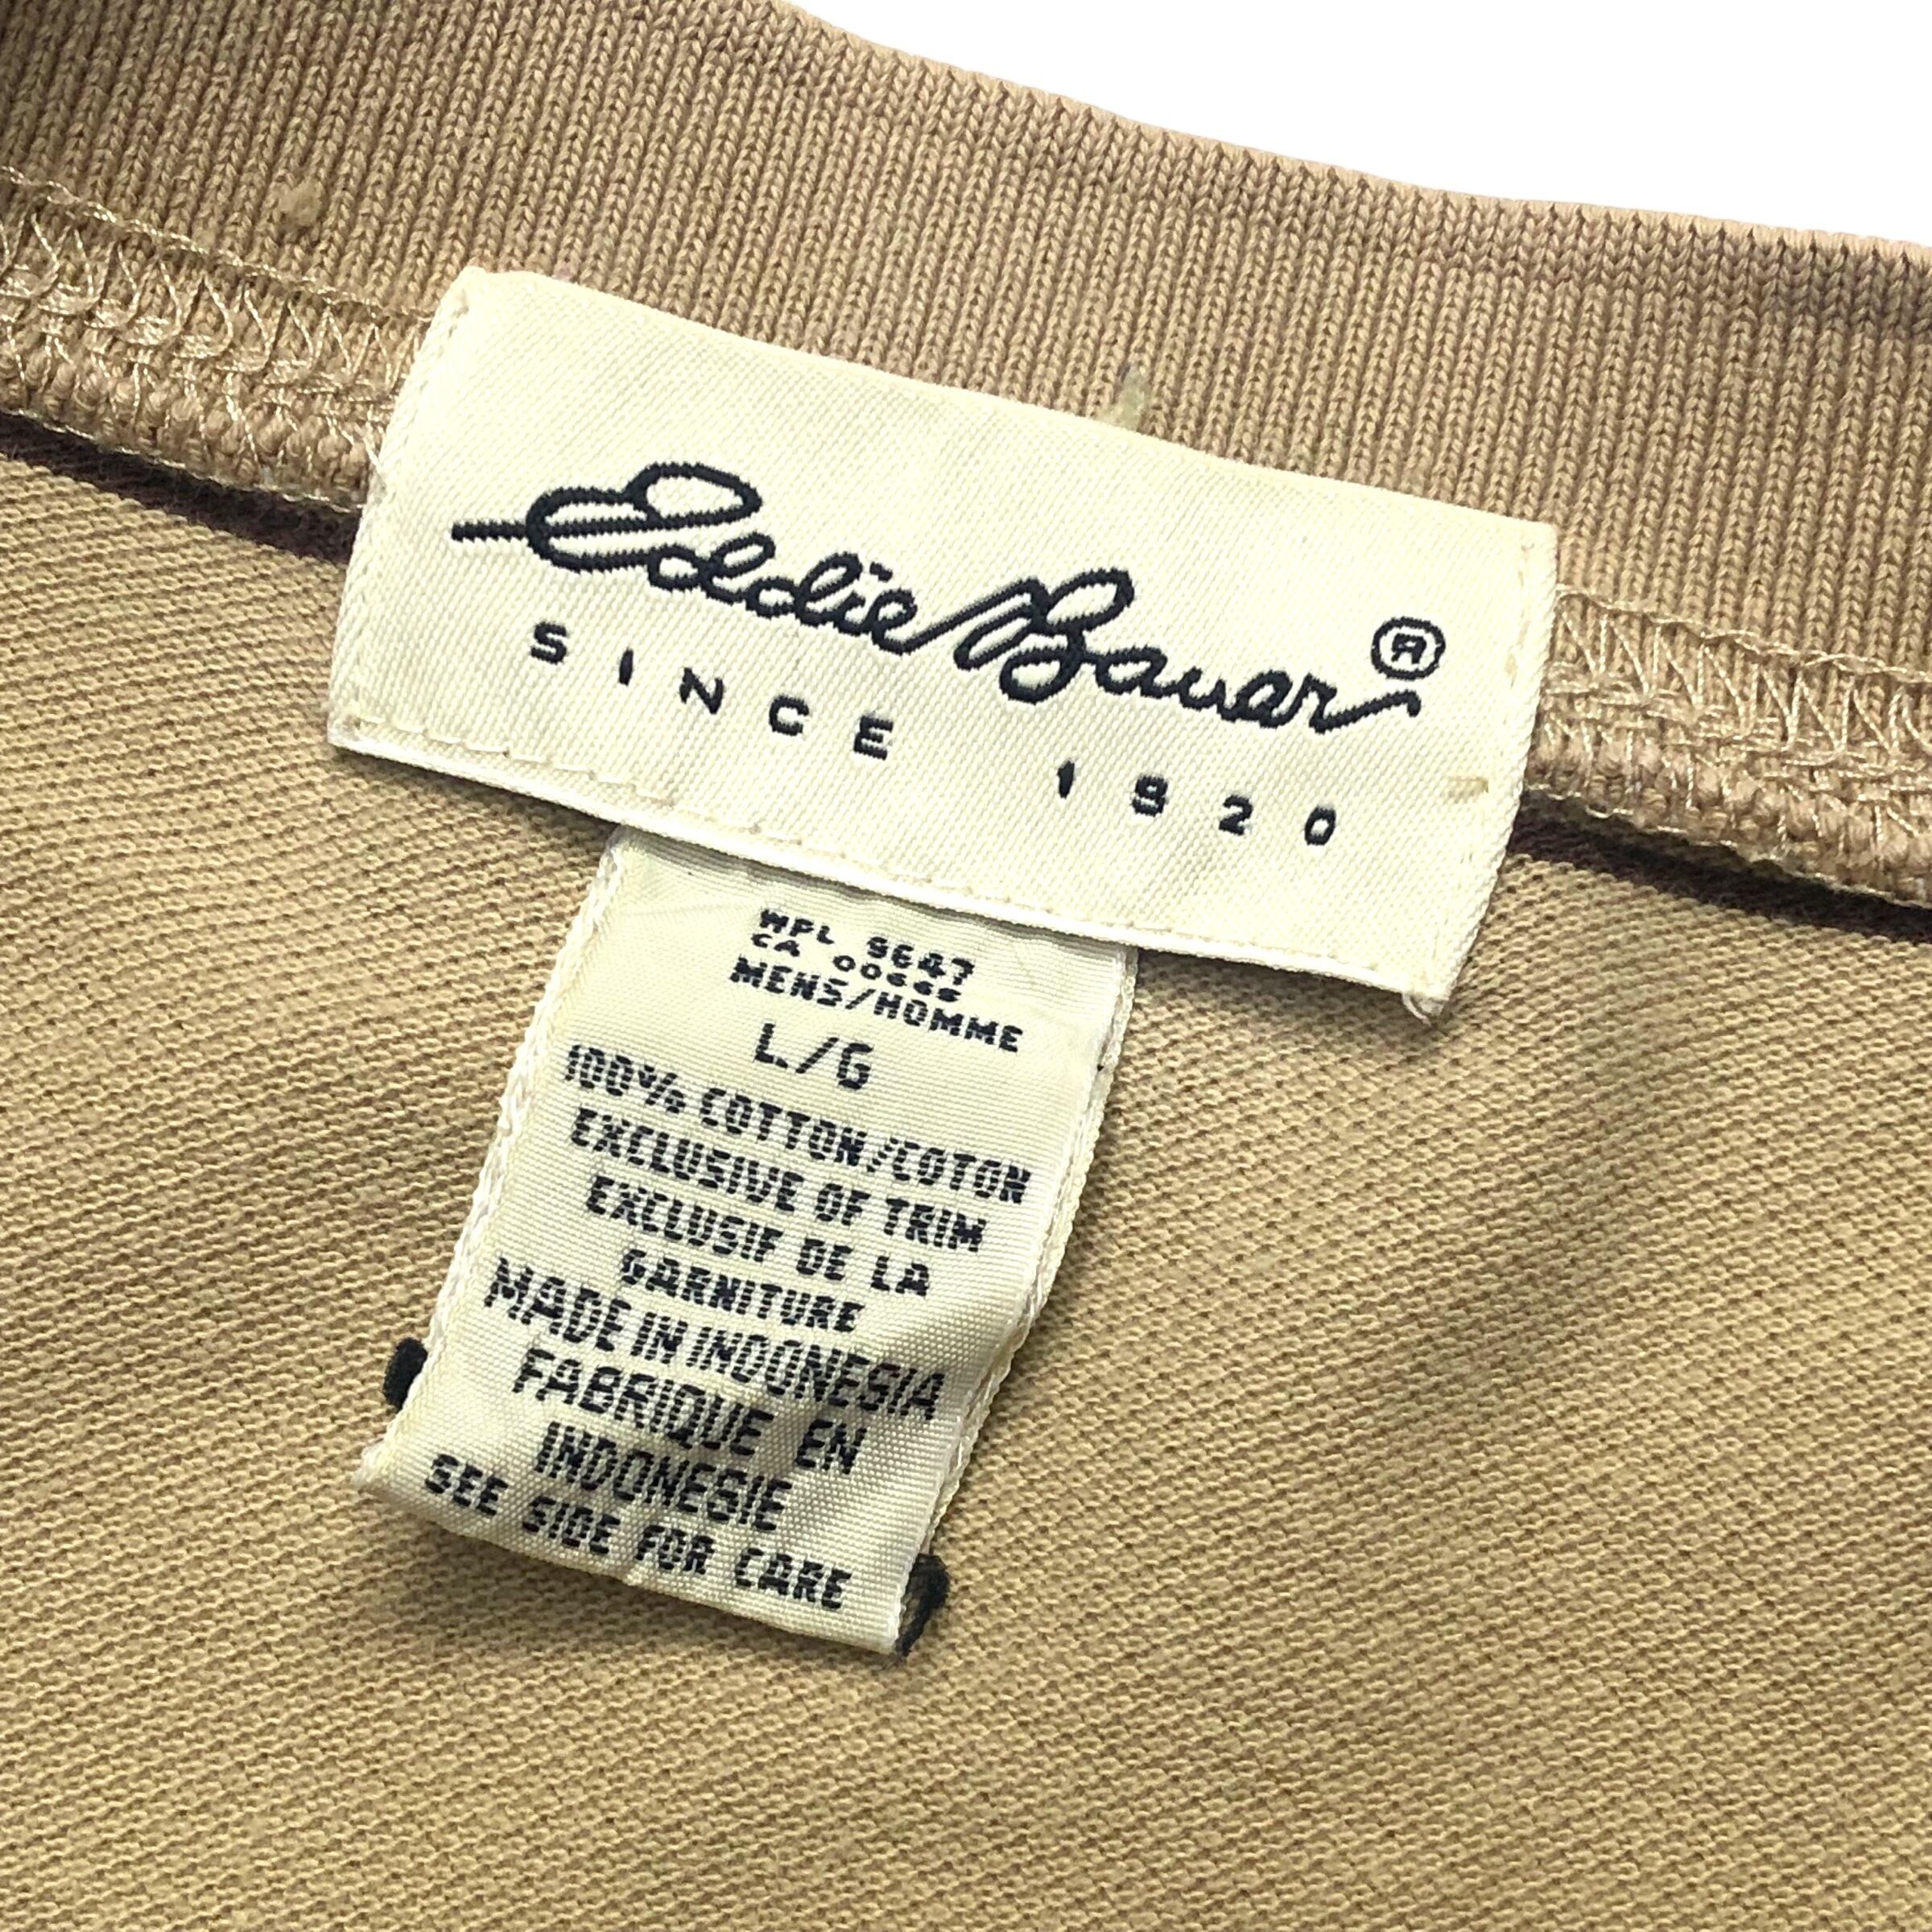 Eddie Bauer ®
SINCE 1920
WPL 9647
CA 00666
MENS/HOMME
L/G
100% COTTON/COTON
EXCLUSIVE OF TRIM
EXCLUSIF DE LA
GARNITURE
MADE IN INDONESIA
FABRIQUE EN
INDONESIE
SEE SIDE FOR CARE